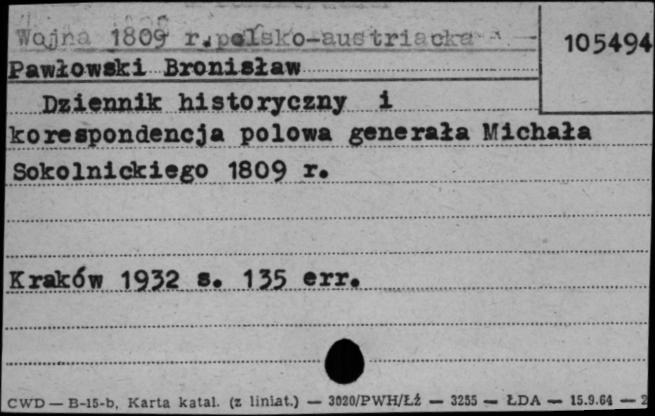 Wojna 1809 r.polsko-austriacka
105494
Pawłowski Bronisław
Dziennik historyczny i
korespondencja polowa generała Michała
Sokolnickiego 1809 r.
Kraków 1932 s. 135 err.
CWD — B-15-b, Karta katal. (z liniat.) — 3020/PWH/Łź — 3255 — ŁDA — 15.9.64 — 2